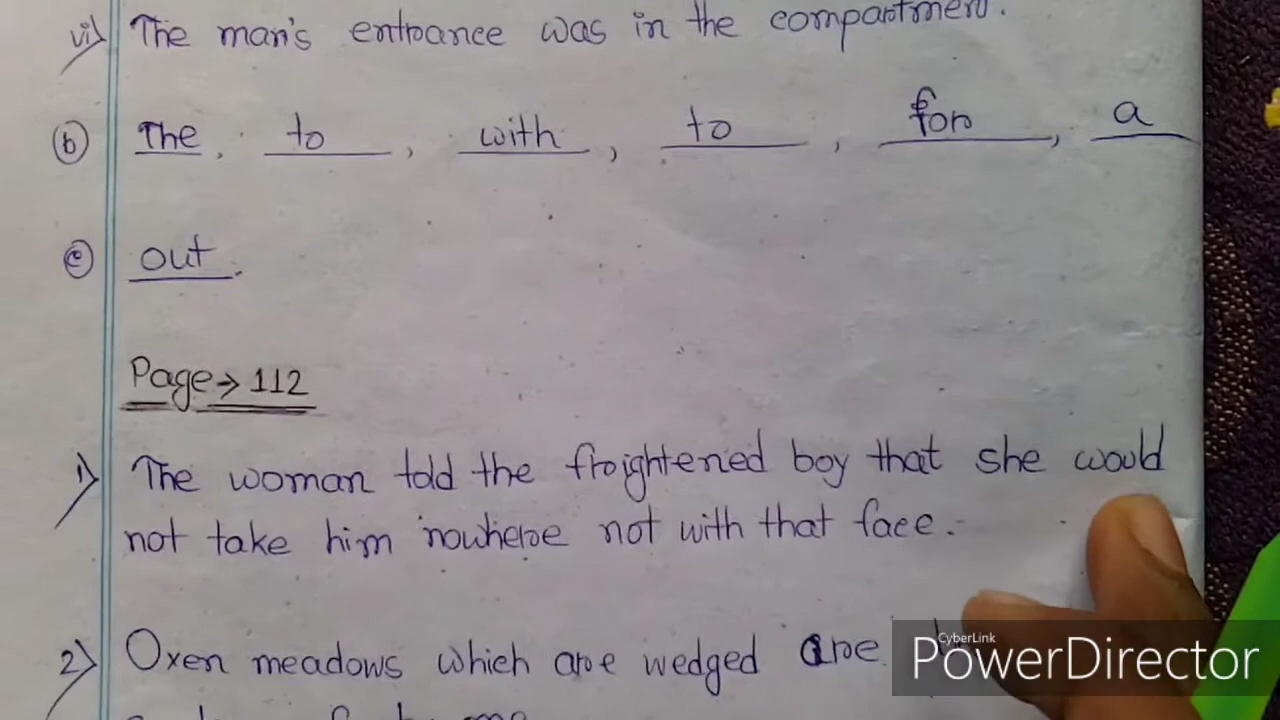 vi) The man's entrance was in the compartment.
b) The, to, with, to, for, a
c) out.
Page→112
1) The woman told the frightened boy that she would
not take him nowhere not with that face.-
2) Oxen meadows which are wedged are
CyberLink
PowerDirector